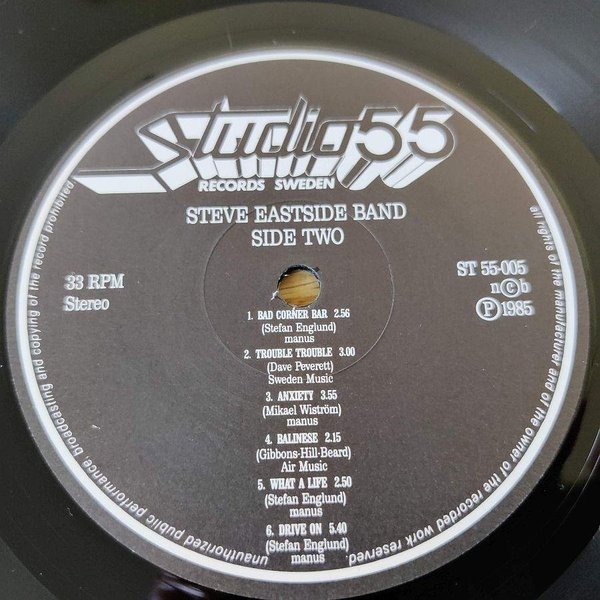 Studio 55
RECORDS SWEDEN
STEVE EASTSIDE BAND
SIDE TWO
33 RPM
Stereo
ST 55-005
n©b
Ⓟ1985
1. BAD CORNER BAR 2.56
(Stefan Englund)
manus
2. TROUBLE TROUBLE 3.00
(Dave Peverett)
Sweden Music
3. ANXIETY 3.55
(Mikael Wiström)
manus
4. BALINESE 2.15
(Gibbons-Hill-Beard)
Air Music
5. WHAT A LIFE 2.50
(Stefan Englund)
manus
6. DRIVE ON 5.40
(Stefan Englund)
manus
all rights of the manufacturer and of the owner of the recorded work reserved
unauthorized public performance, broadcasting and copying of the record prohibited